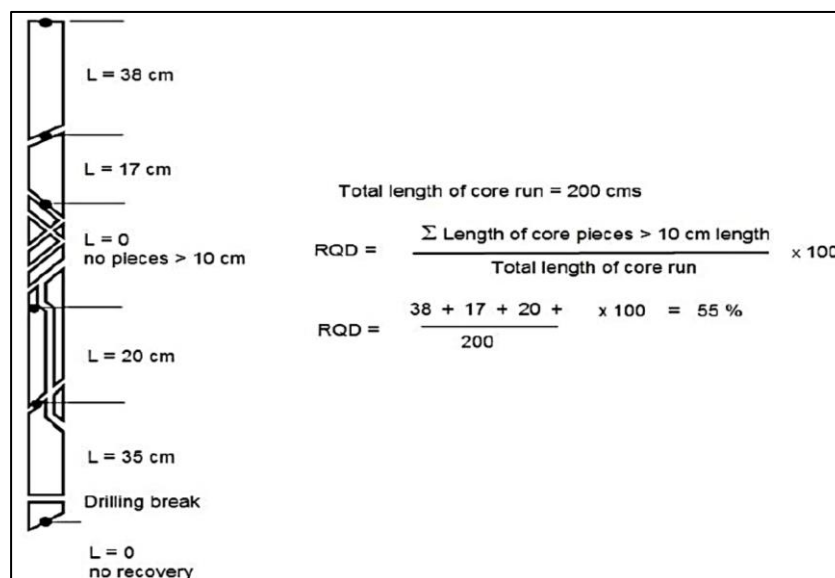 L = 38 cm
L = 17 cm
L = 0
no pieces > 10 cm
L = 20 cm
L = 35 cm
Drilling break
L = 0
no recovery
Total length of core run = 200 cms
RQD = Σ Length of core pieces > 10 cm length x 100
Total length of core run
RQD = 38 + 17 + 20 + x 100 = 55 %
200